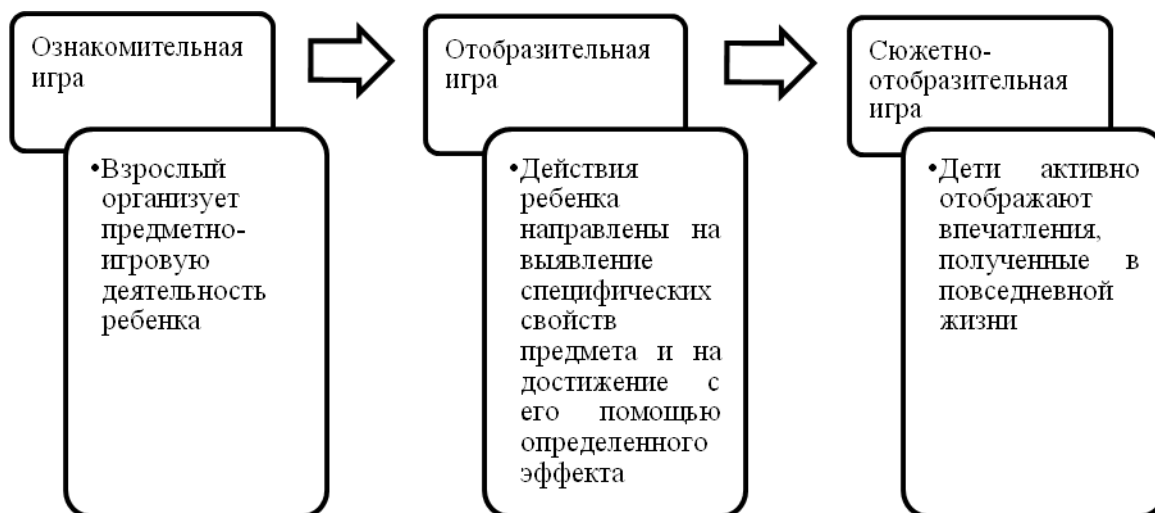 Ознакомительная
игра
•Взрослый
организует
предметно-
игровую
деятельность
ребенка
Отобразительная
игра
•Действия
ребенка
направлены на
выявление
специфических
свойств
предмета и на
достижение с
его помощью
определенного
эффекта
Сюжетно-
отобразительная
игра
•Дети активно
отображают
впечатления,
полученные в
повседневной
жизни